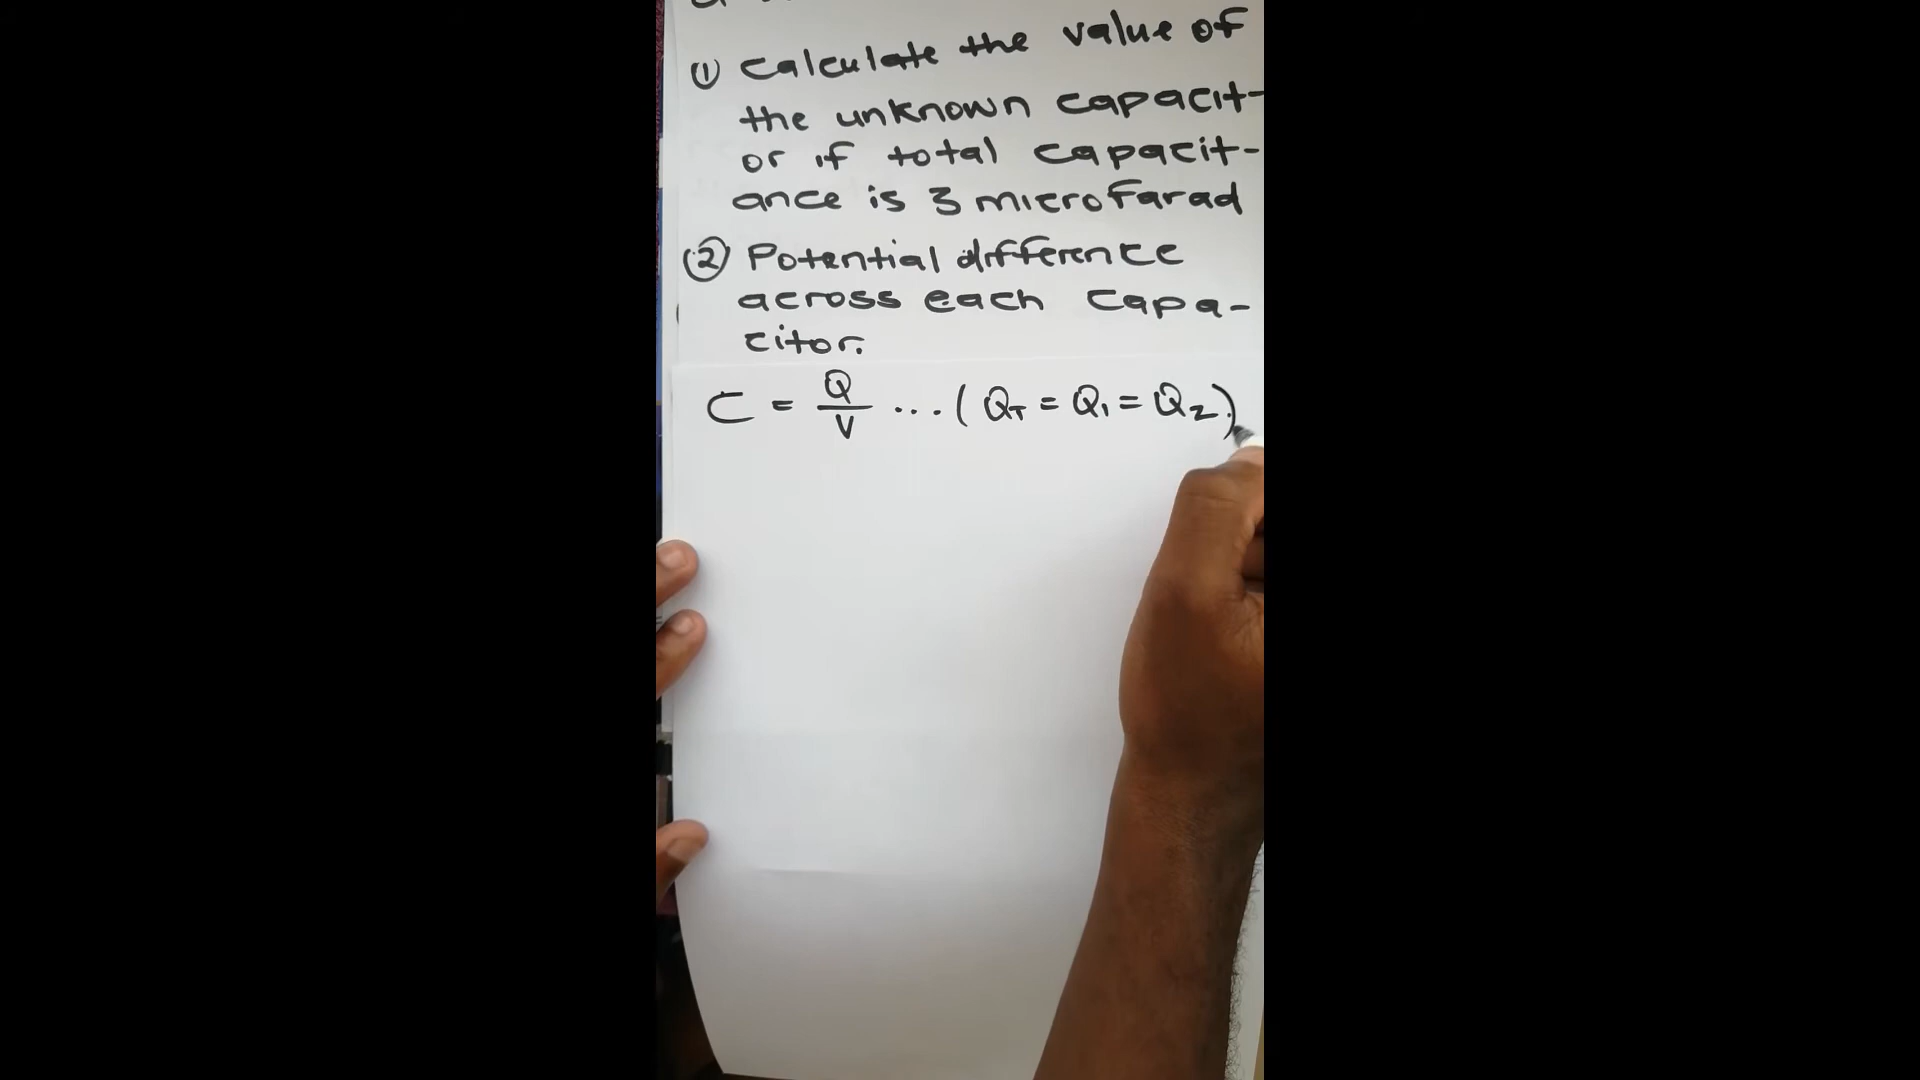 ① Calculate the value of
the unknown capacit-
or if total capacit-
ance is 3 microfarad
② Potential difference
across each capa-
citor.
C = Q/V ... ( QT = Q1 = Q2 )